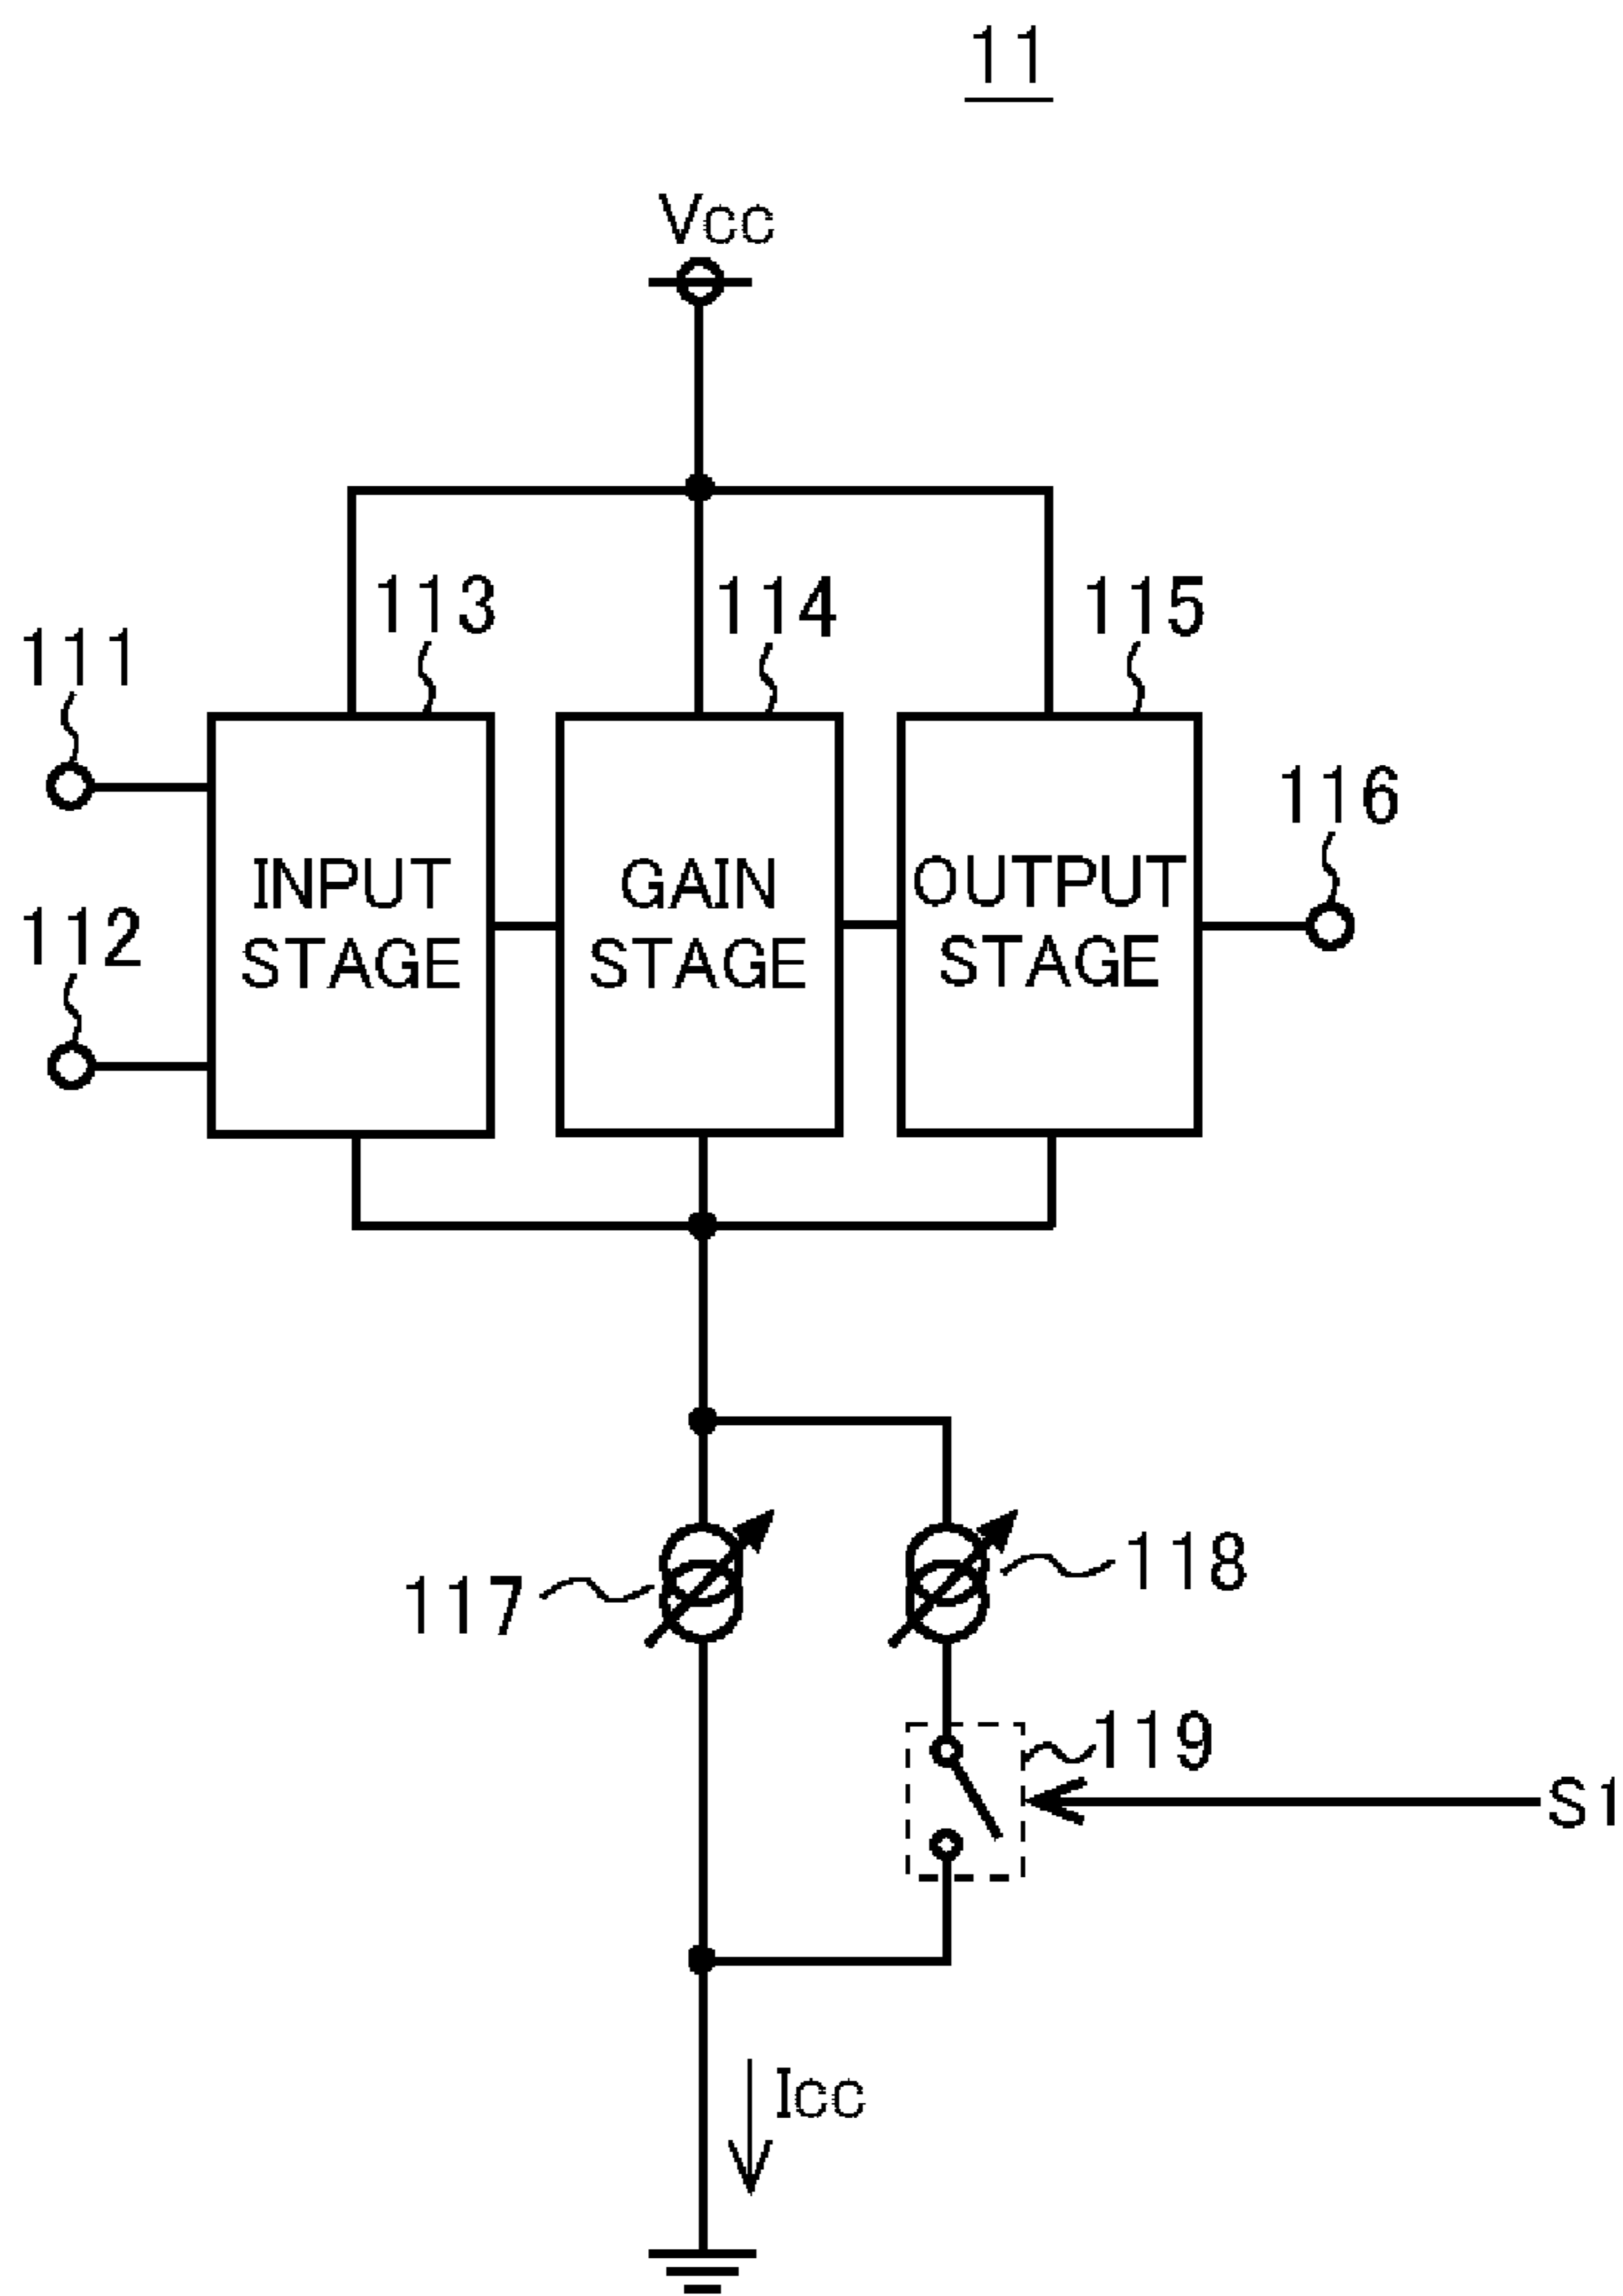 11
Vcc
113
114
115
111
116
INPUT
STAGE
GAIN
STAGE
OUTPUT
STAGE
112
117
118
119
S1
Icc